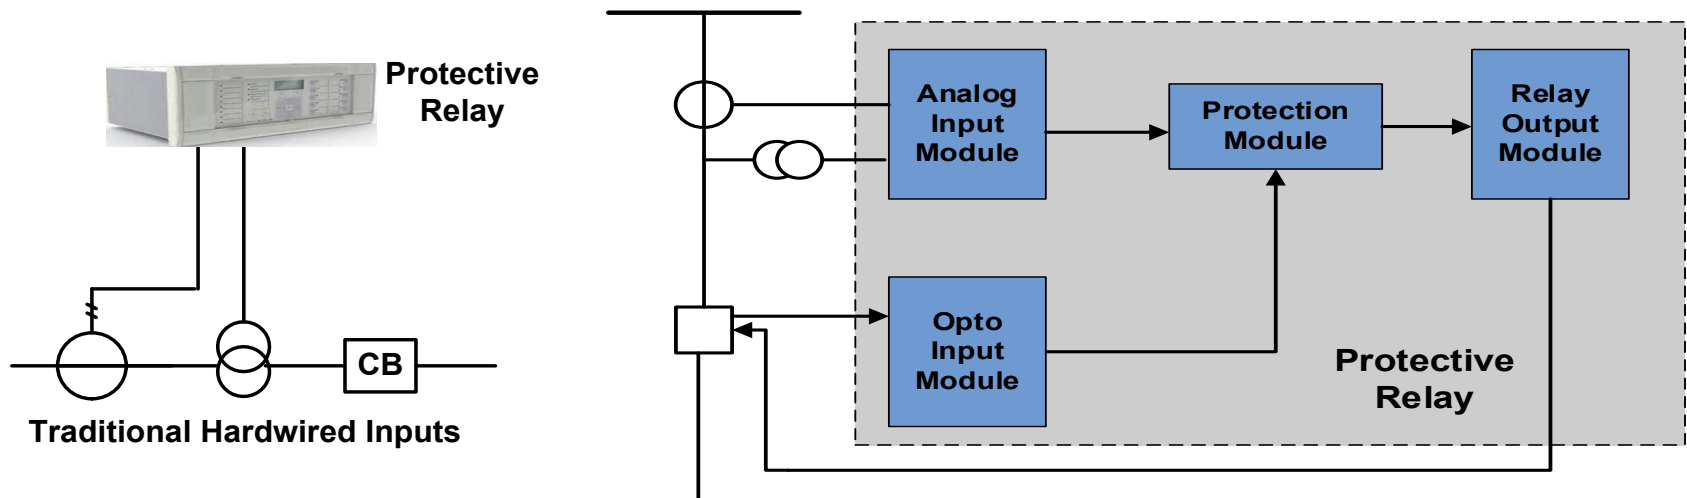 Protective
Relay
CB
Traditional Hardwired Inputs
Analog
Input
Module
Protection
Module
Relay
Output
Module
Opto
Input
Module
Protective
Relay